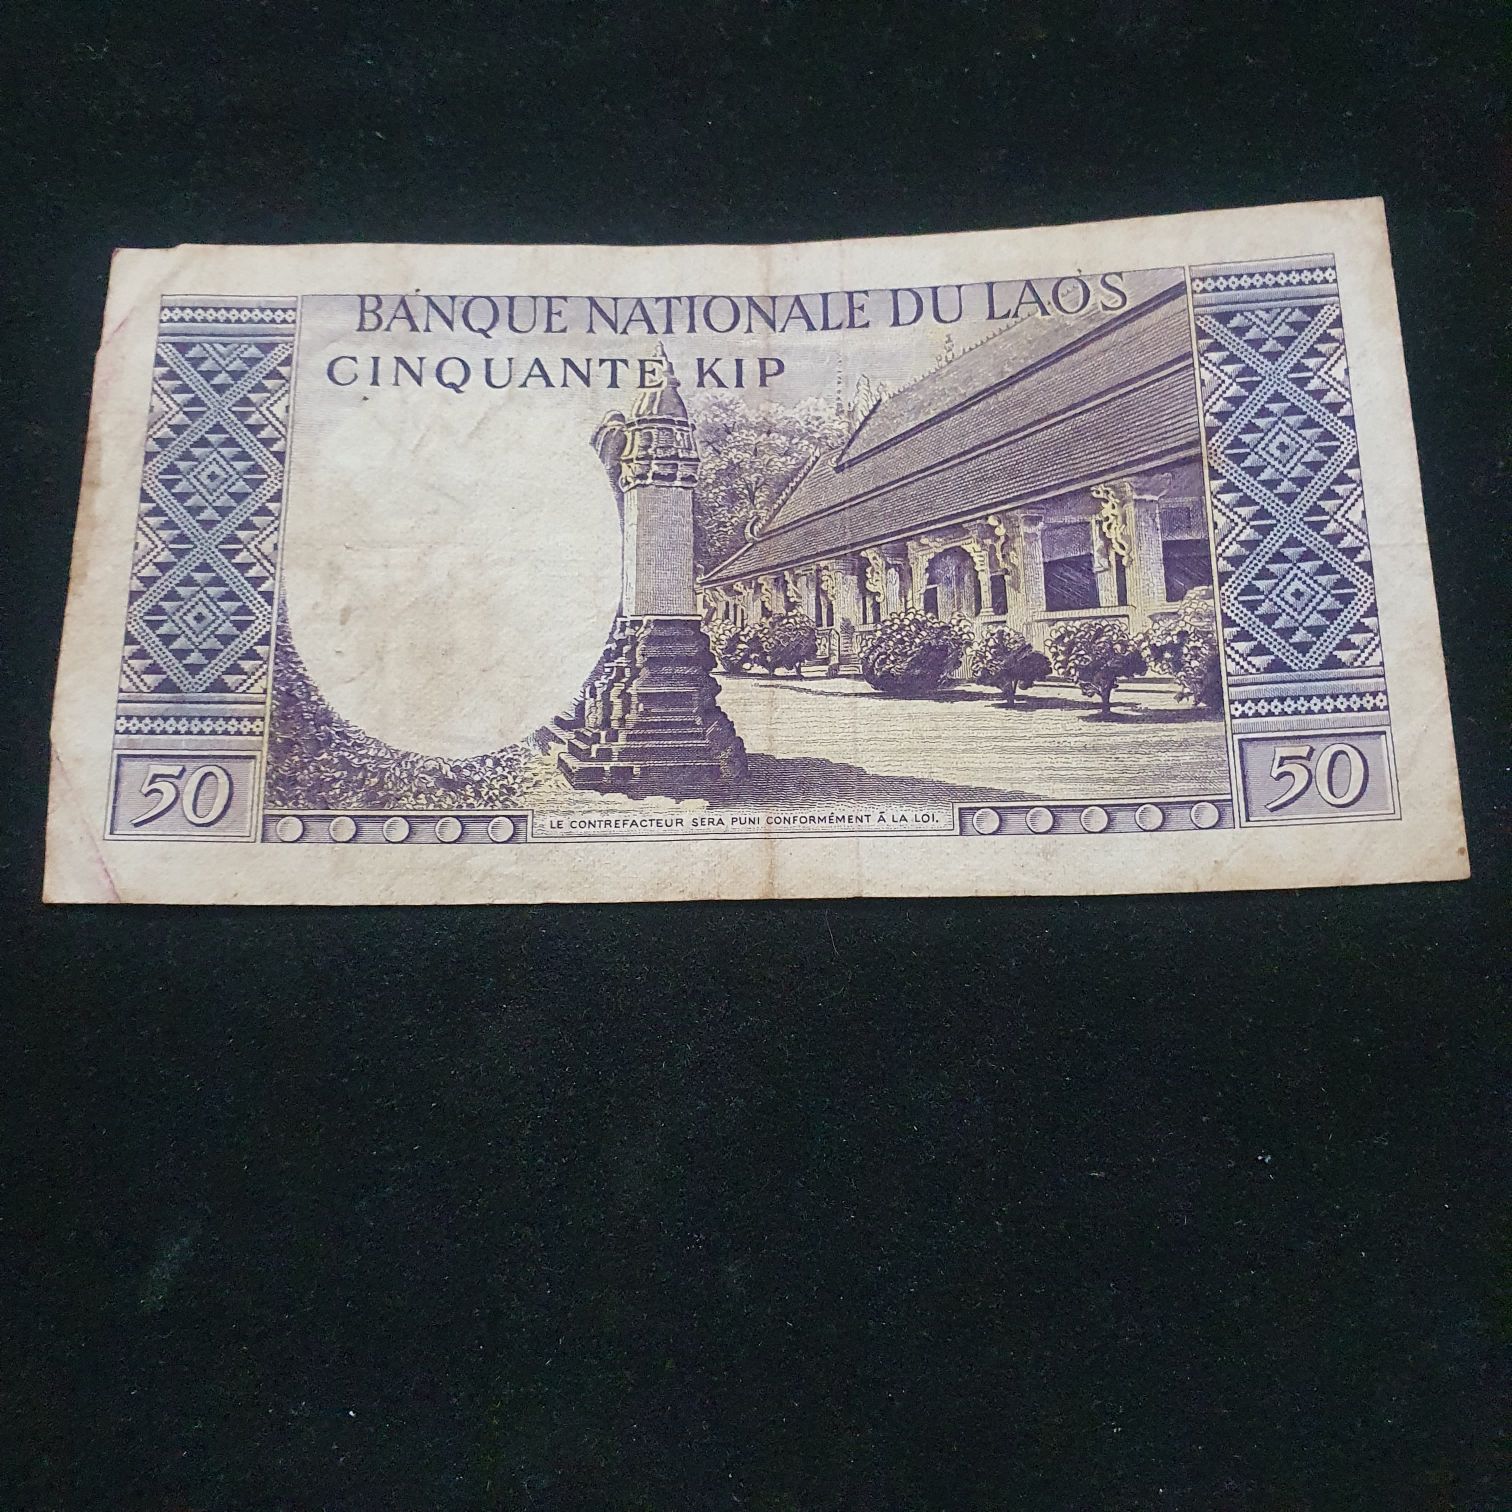 BANQUE NATIONALE DU LAOS
CINQUANTE KIP
50
LE CONTREFACTEUR SERA PUNI CONFORMÉMENT À LA LOI.
50